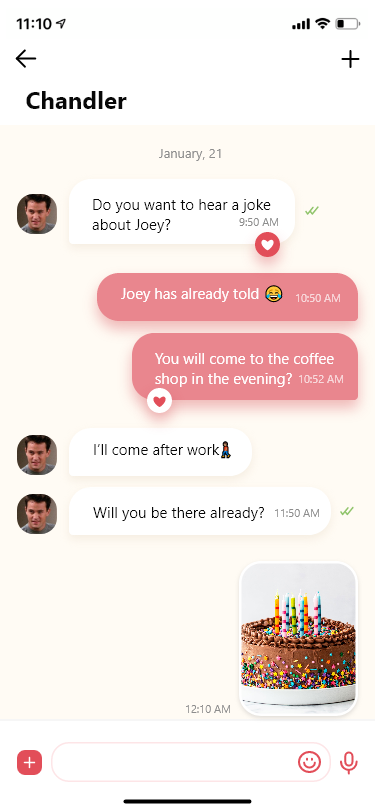 11:10
Chandler
January, 21
Do you want to hear a joke
about Joey? 9:50 AM
Joey has already told 😂 10:50 AM
You will come to the coffee
shop in the evening? 10:52 AM
I'll come after work
Will you be there already? 11:50 AM
12:10 AM